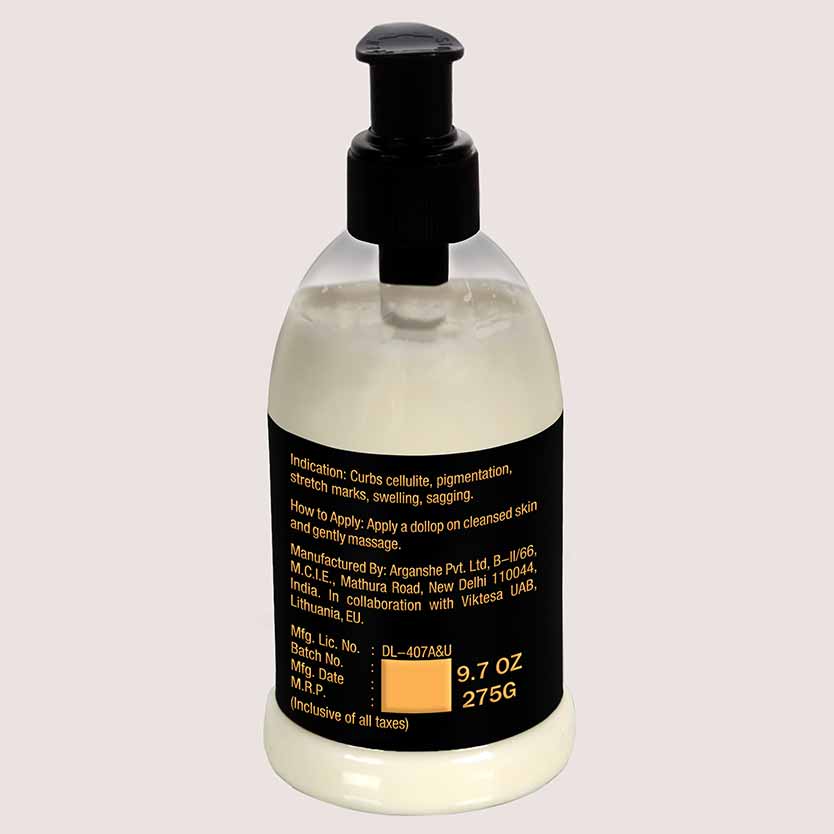 Indication: Curbs cellulite, pigmentation,
stretch marks, swelling, sagging.
How to Apply: Apply a dollop on cleansed skin
and gently massage.
Manufactured By: Arganshe Pvt. Ltd, B–II/66,
M.C.I.E., Mathura Road, New Delhi 110044,
India. In collaboration with Viktesa UAB,
Lithuania, EU.
Mfg. Lic. No. : DL–407A&U
Batch No. :
Mfg. Date :
M.R.P. :
(Inclusive of all taxes)
9.7 OZ
275G